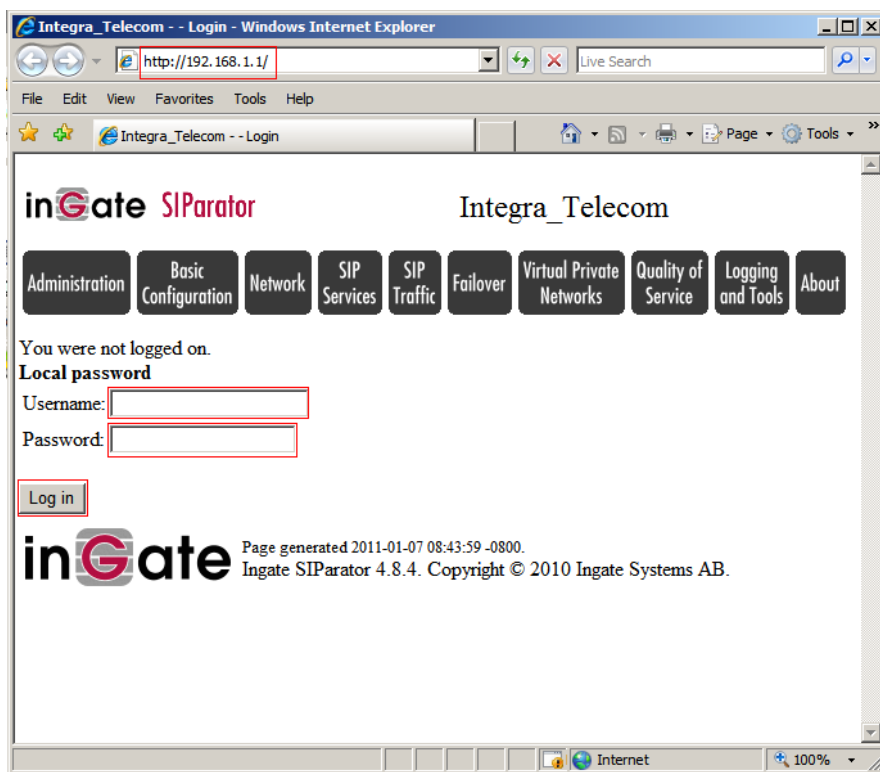 Integra_Telecom - - Login - Windows Internet Explorer
http://192.168.1.1/
Live Search
File Edit View Favorites Tools Help
Integra_Telecom - - Login
Page Tools »
inGate SIParator
Integra_Telecom
Administration
Basic Configuration
Network
SIP Services
SIP Traffic
Failover
Virtual Private Networks
Quality of Service
Logging and Tools
About
You were not logged on.
Local password
Username:
Password:
Log in
inGate
Page generated 2011-01-07 08:43:59 -0800.
Ingate SIParator 4.8.4. Copyright © 2010 Ingate Systems AB.
Internet
100%